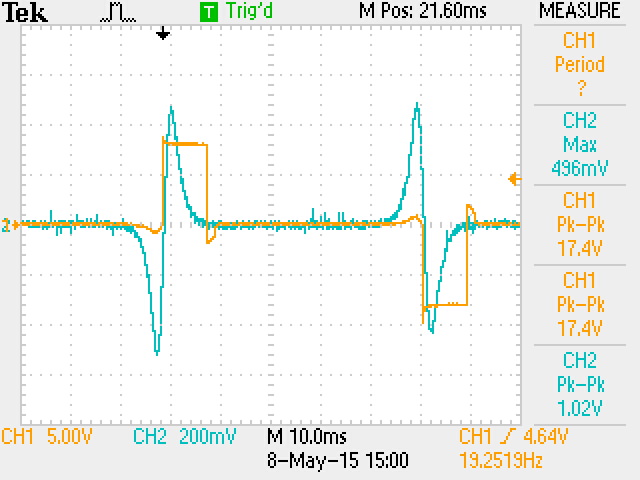 Tek T Trig'd M Pos: 21.60ms MEASURE
CH1
Period
?
CH2
Max
496mV
CH1
Pk-Pk
17.4V
CH1
Pk-Pk
17.4V
CH2
Pk-Pk
1.02V
CH1 5.00V CH2 200mV M 10.0ms CH1 4.64V
8-May-15 15:00 19.2519Hz